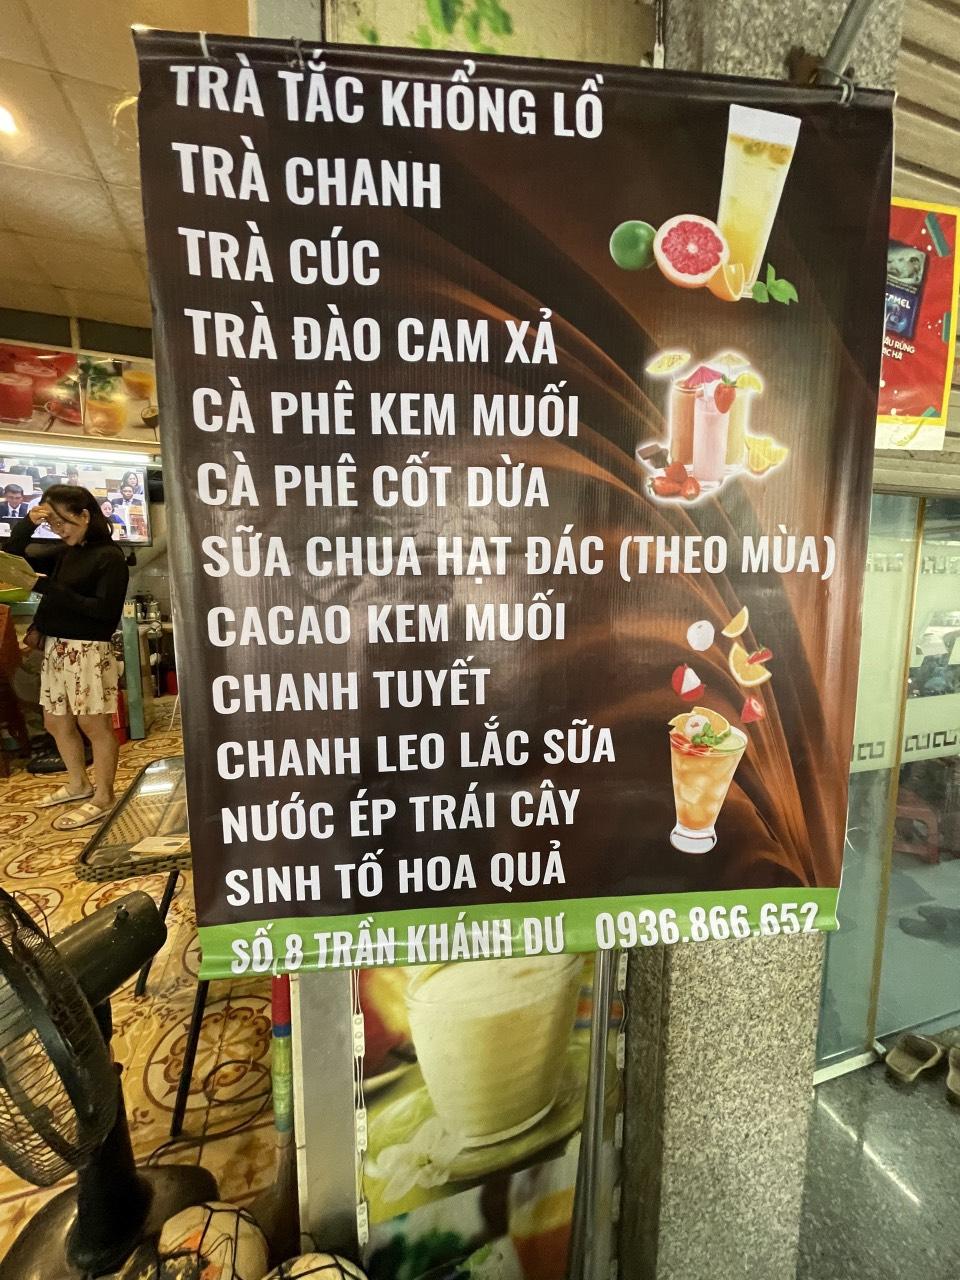 TRÀ TẮC KHỔNG LỒ
TRÀ CHANH
TRÀ CÚC
TRÀ ĐÀO CAM XẢ
CÀ PHÊ KEM MUỐI
CÀ PHÊ CỐT DỪA
SỮA CHUA HẠT ĐÁC (THEO MÙA)
CACAO KEM MUỐI
CHANH TUYẾT
CHANH LEO LẮC SỮA
NƯỚC ÉP TRÁI CÂY
SINH TỐ HOA QUẢ
SỐ 8 TRẦN KHÁNH DƯ 0936.866.652
CAMEL